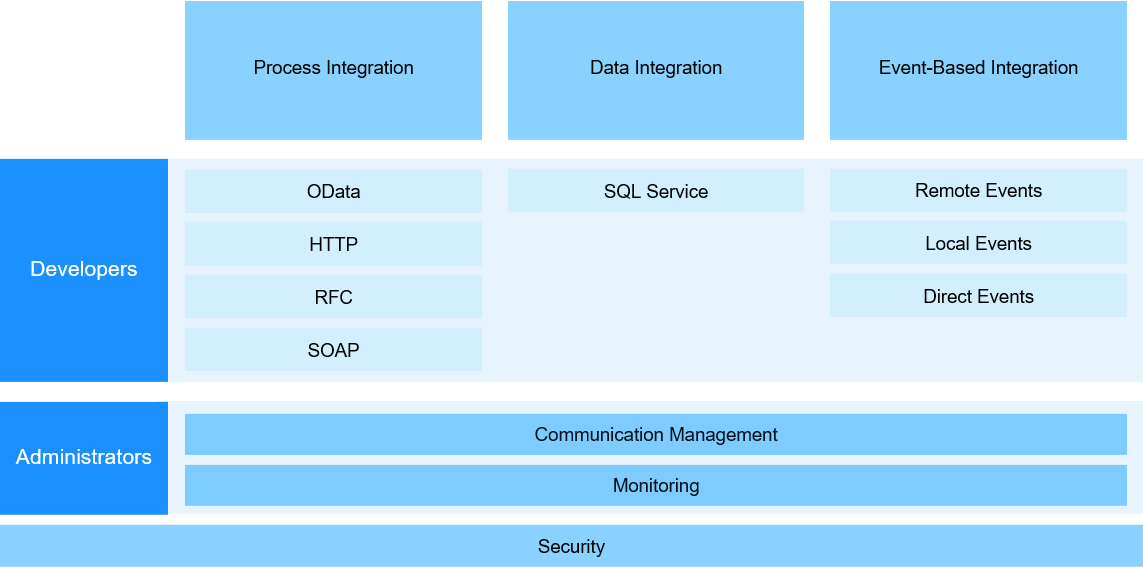 Process Integration
Data Integration
Event-Based Integration
Developers
OData
SQL Service
Remote Events
HTTP
Local Events
RFC
Direct Events
SOAP
Administrators
Communication Management
Monitoring
Security